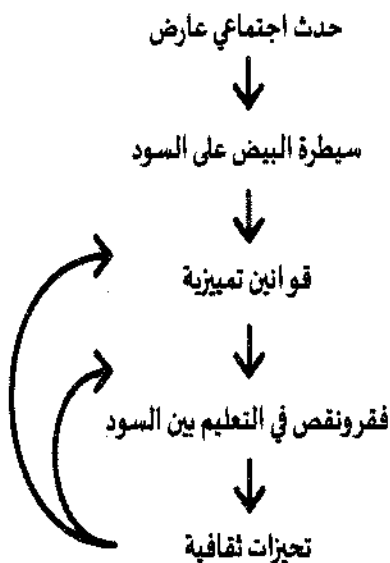 حدث اجتماعي عارض
سيطرة البيض على السود
قوانين تمييزية
فقر ونقص في التعليم بين السود
تحيزات ثقافية